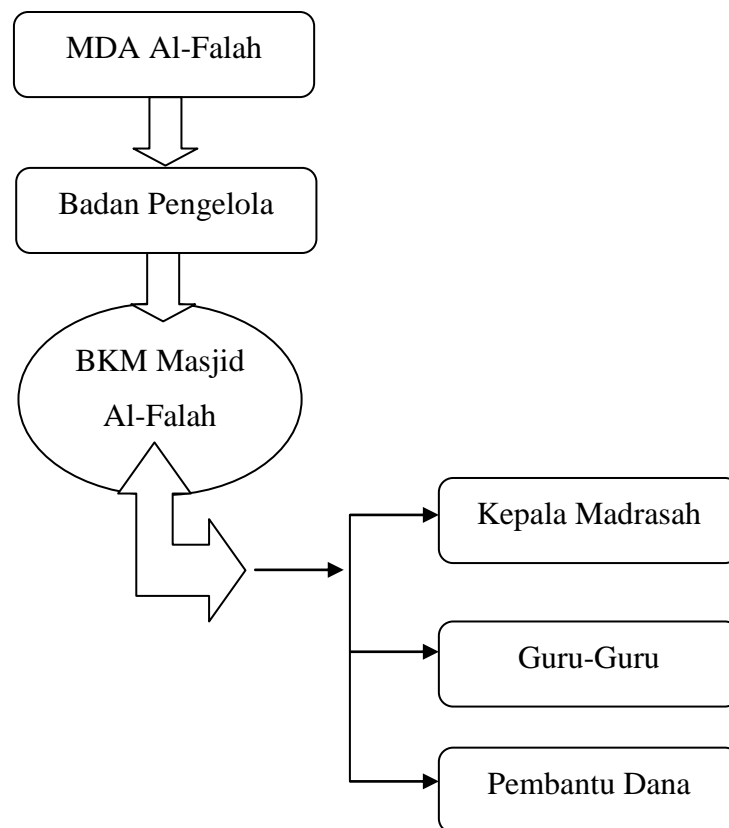 MDA Al-Falah
Badan Pengelola
BKM Masjid
Al-Falah
Kepala Madrasah
Guru-Guru
Pembantu Dana